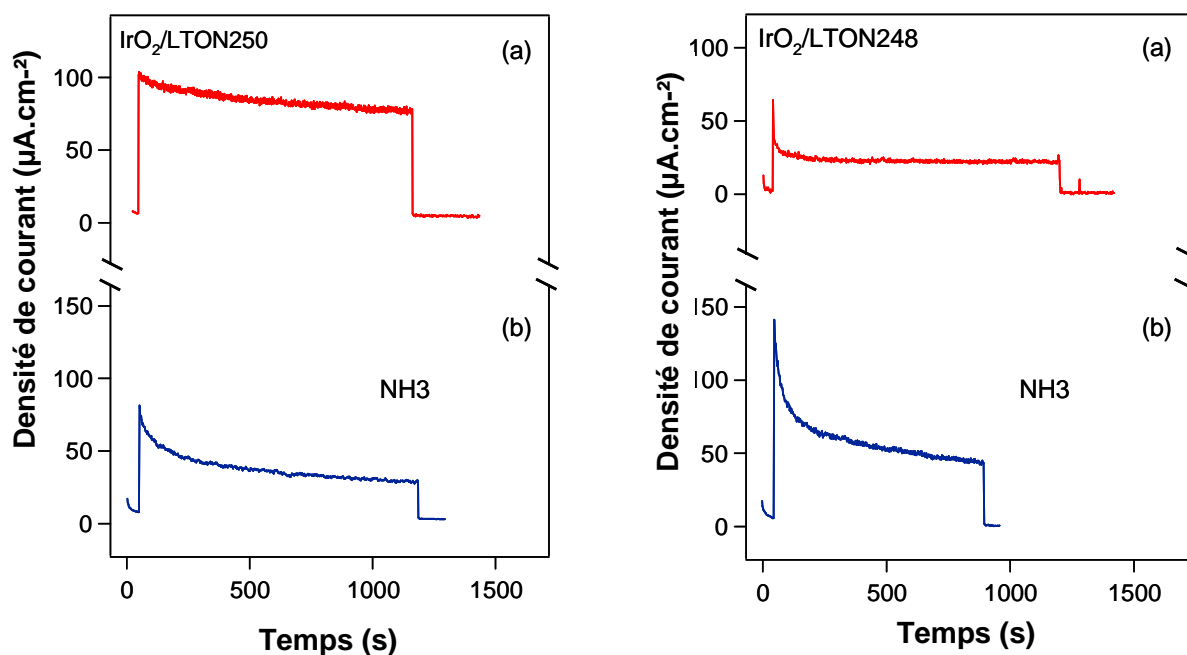 IrO₂/LTON250
(a)
100
50
0
150
(b)
100
NH3
50
0
0
500
1000
1500
Densité de courant (µA.cm-²)
Temps (s)
IrO₂/LTON248
(a)
100
50
0
150
(b)
100
NH3
50
0
0
500
1000
1500
Densité de courant (µA.cm-²)
Temps (s)